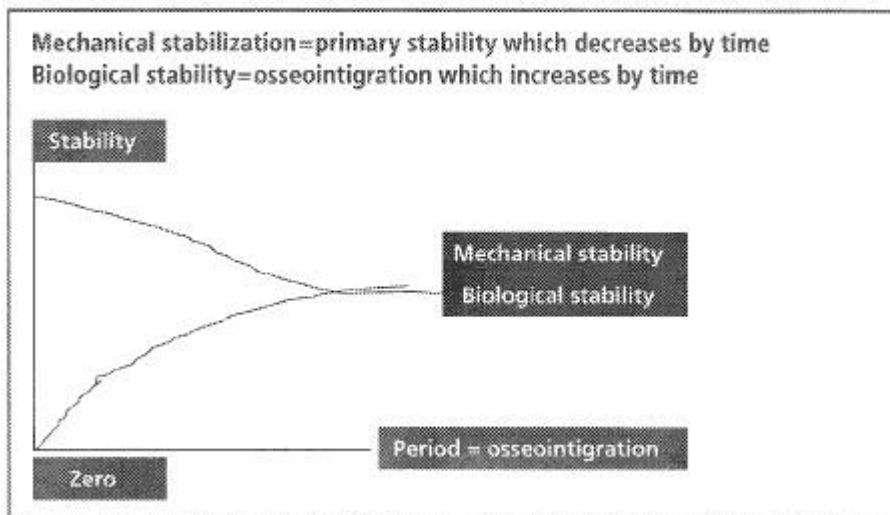 Mechanical stabilization=primary stability which decreases by time
Biological stability=osseointigration which increases by time
Stability
Mechanical stability
Biological stability
Period = osseointigration
Zero